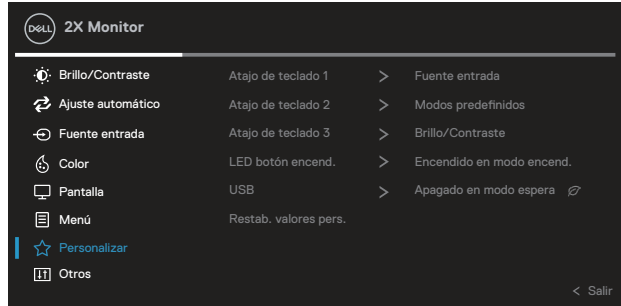 DELL 2X Monitor
Brillo/Contraste Atajo de teclado 1 > Fuente entrada
Ajuste automático Atajo de teclado 2 > Modos predefinidos
Fuente entrada Atajo de teclado 3 > Brillo/Contraste
Color LED botón encend. > Encendido en modo encend.
Pantalla USB > Apagado en modo espera
Menú Restab. valores pers.
Personalizar
Otros
< Salir